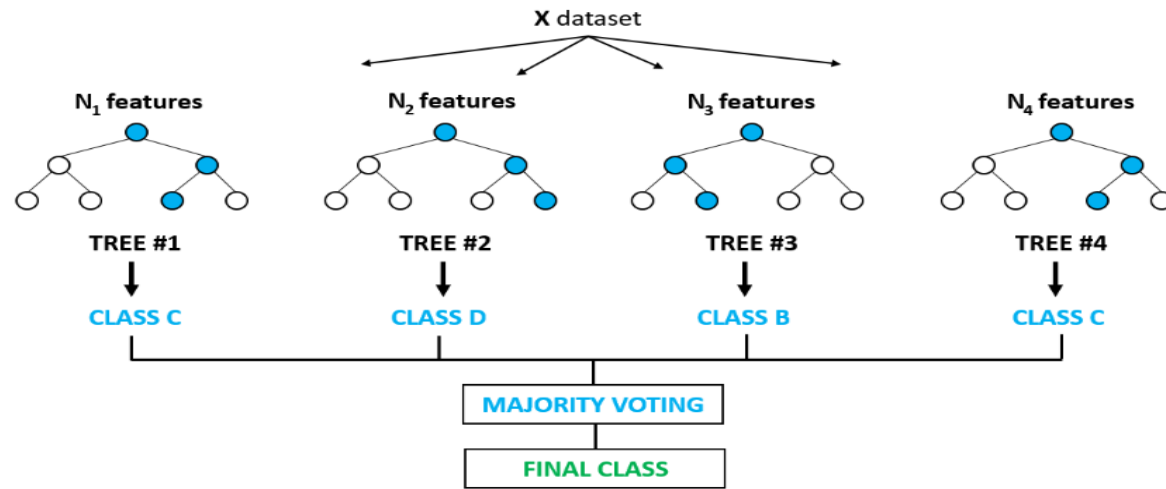 X dataset
N₁ features N₂ features N₃ features N₄ features
TREE #1 TREE #2 TREE #3 TREE #4
CLASS C CLASS D CLASS B CLASS C
MAJORITY VOTING
FINAL CLASS